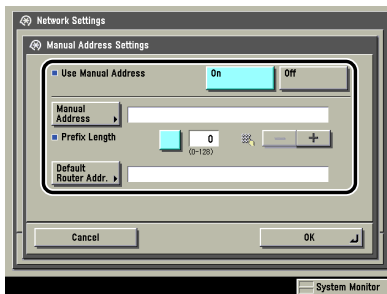 Network Settings
Manual Address Settings
Use Manual Address
On
Off
Manual
Address
Prefix Length
0
(0-128)
− +
Default
Router Addr.
Cancel
OK
System Monitor